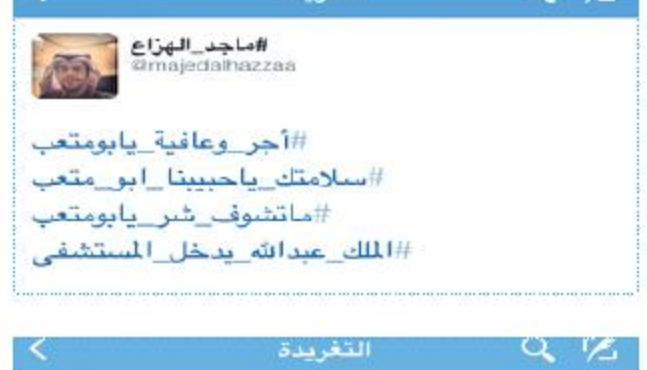 #ماجد_الهزاع
@majedalhazzaa
#أجر_وعافية_يابومتعب
#سلامتك_ياحبيبنا_ابو_متعب
#ماتشوف_شر_يابومتعب
#الملك_عبدالله_يدخل_المستشفى
التغريدة